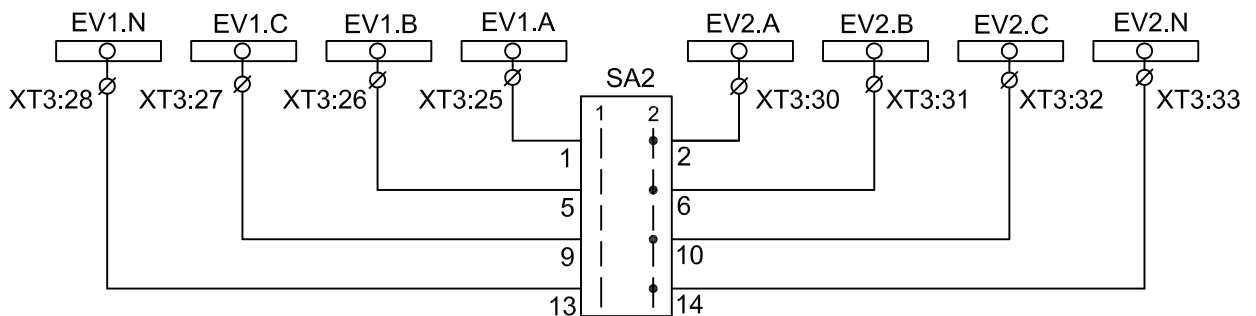 EV1.N EV1.C EV1.B EV1.A EV2.A EV2.B EV2.C EV2.N
SA2
XT3:28 XT3:27 XT3:26 XT3:25 XT3:30 XT3:31 XT3:32 XT3:33
1 2
1 2
5 6
9 10
13 14